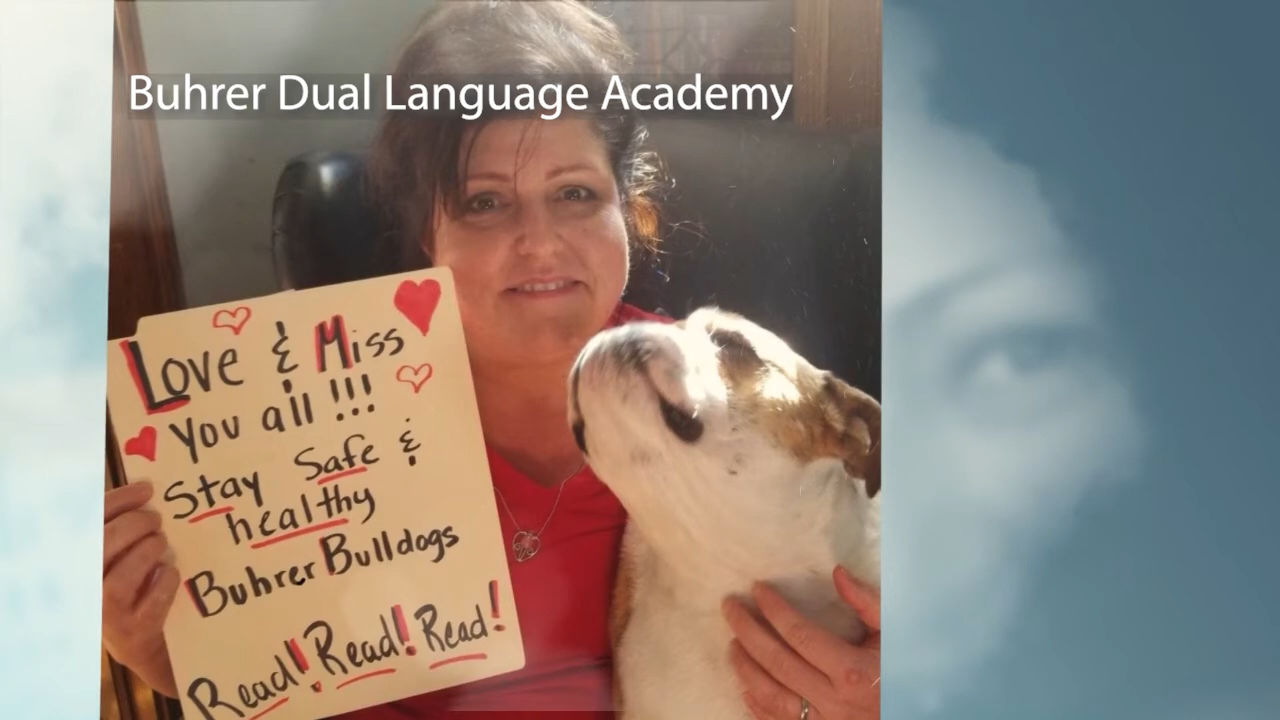 Buhrer Dual Language Academy
Love & Miss
You all !!!
Stay Safe &
healthy
Buhrer Bulldogs
Read! Read! Read!